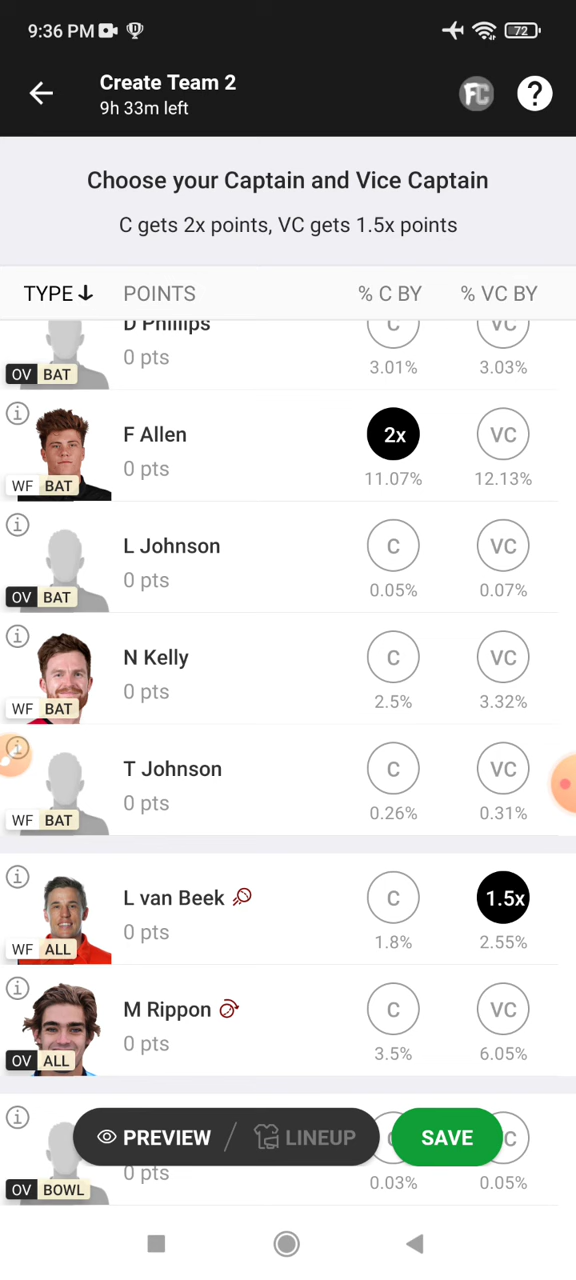 9:36 PM 72
Create Team 2
9h 33m left
FC ?
Choose your Captain and Vice Captain
C gets 2x points, VC gets 1.5x points
TYPE POINTS % C BY % VC BY
D Phillips C VC
0 pts 3.01% 3.03%
OV BAT
F Allen 2x VC
0 pts 11.07% 12.13%
WF BAT
L Johnson C VC
0 pts 0.05% 0.07%
OV BAT
N Kelly C VC
0 pts 2.5% 3.32%
WF BAT
T Johnson C VC
0 pts 0.26% 0.31%
WF BAT
L van Beek C 1.5x
0 pts 1.8% 2.55%
WF ALL
M Rippon C VC
0 pts 3.5% 6.05%
OV ALL
PREVIEW / LINEUP SAVE C
0 pts 0.03% 0.05%
OV BOWL